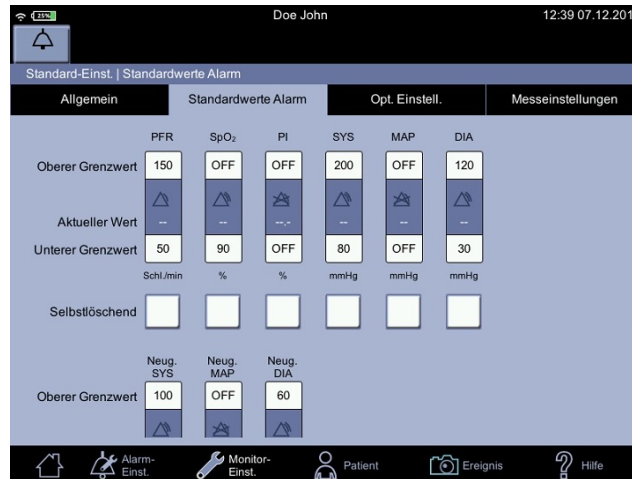 25%
Doe John
12:39 07.12.201
Standard-Einst. | Standardwerte Alarm
Allgemein
Standardwerte Alarm
Opt. Einstell.
Messeinstellungen
PFR SpO₂ PI SYS MAP DIA
Oberer Grenzwert 150 OFF OFF 200 OFF 120
Aktueller Wert -- -- --.- -- -- --
Unterer Grenzwert 50 90 OFF 80 OFF 30
Schl./min % % mmHg mmHg mmHg
Selbstlöschend
Neug. Neug. Neug.
SYS MAP DIA
Oberer Grenzwert 100 OFF 60
Alarm-
Einst.
Monitor-
Einst.
Patient
Ereignis
Hilfe